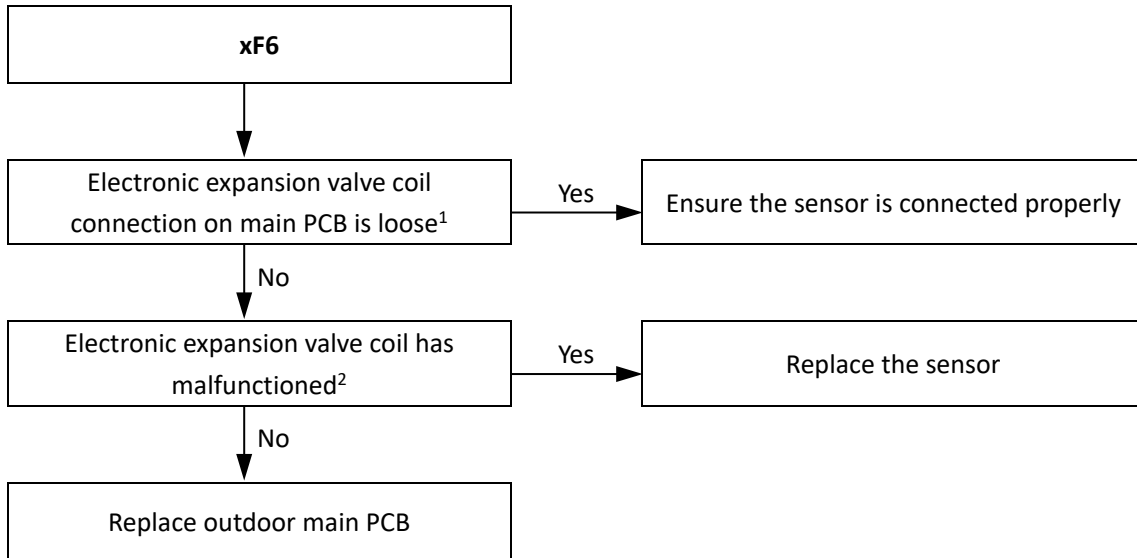 xF6
Electronic expansion valve coil
connection on main PCB is loose¹
Yes
Ensure the sensor is connected properly
No
Electronic expansion valve coil has
malfunctioned²
Yes
Replace the sensor
No
Replace outdoor main PCB